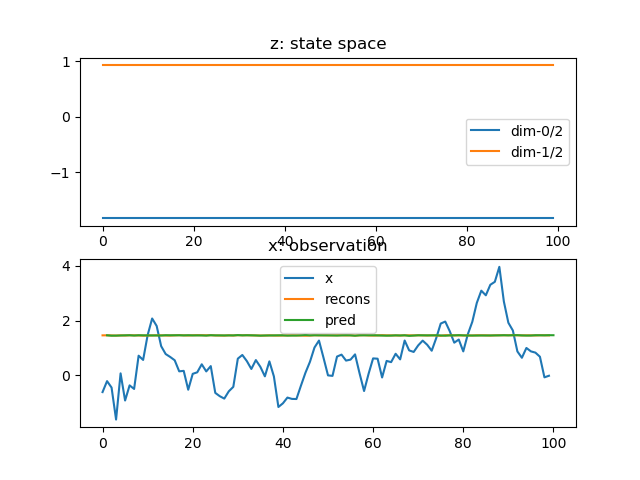 z: state space
1
0
−1
dim-0/2
dim-1/2
0 20 40 60 80 100
x: observation
4
2
0
x
recons
pred
0 20 40 60 80 100